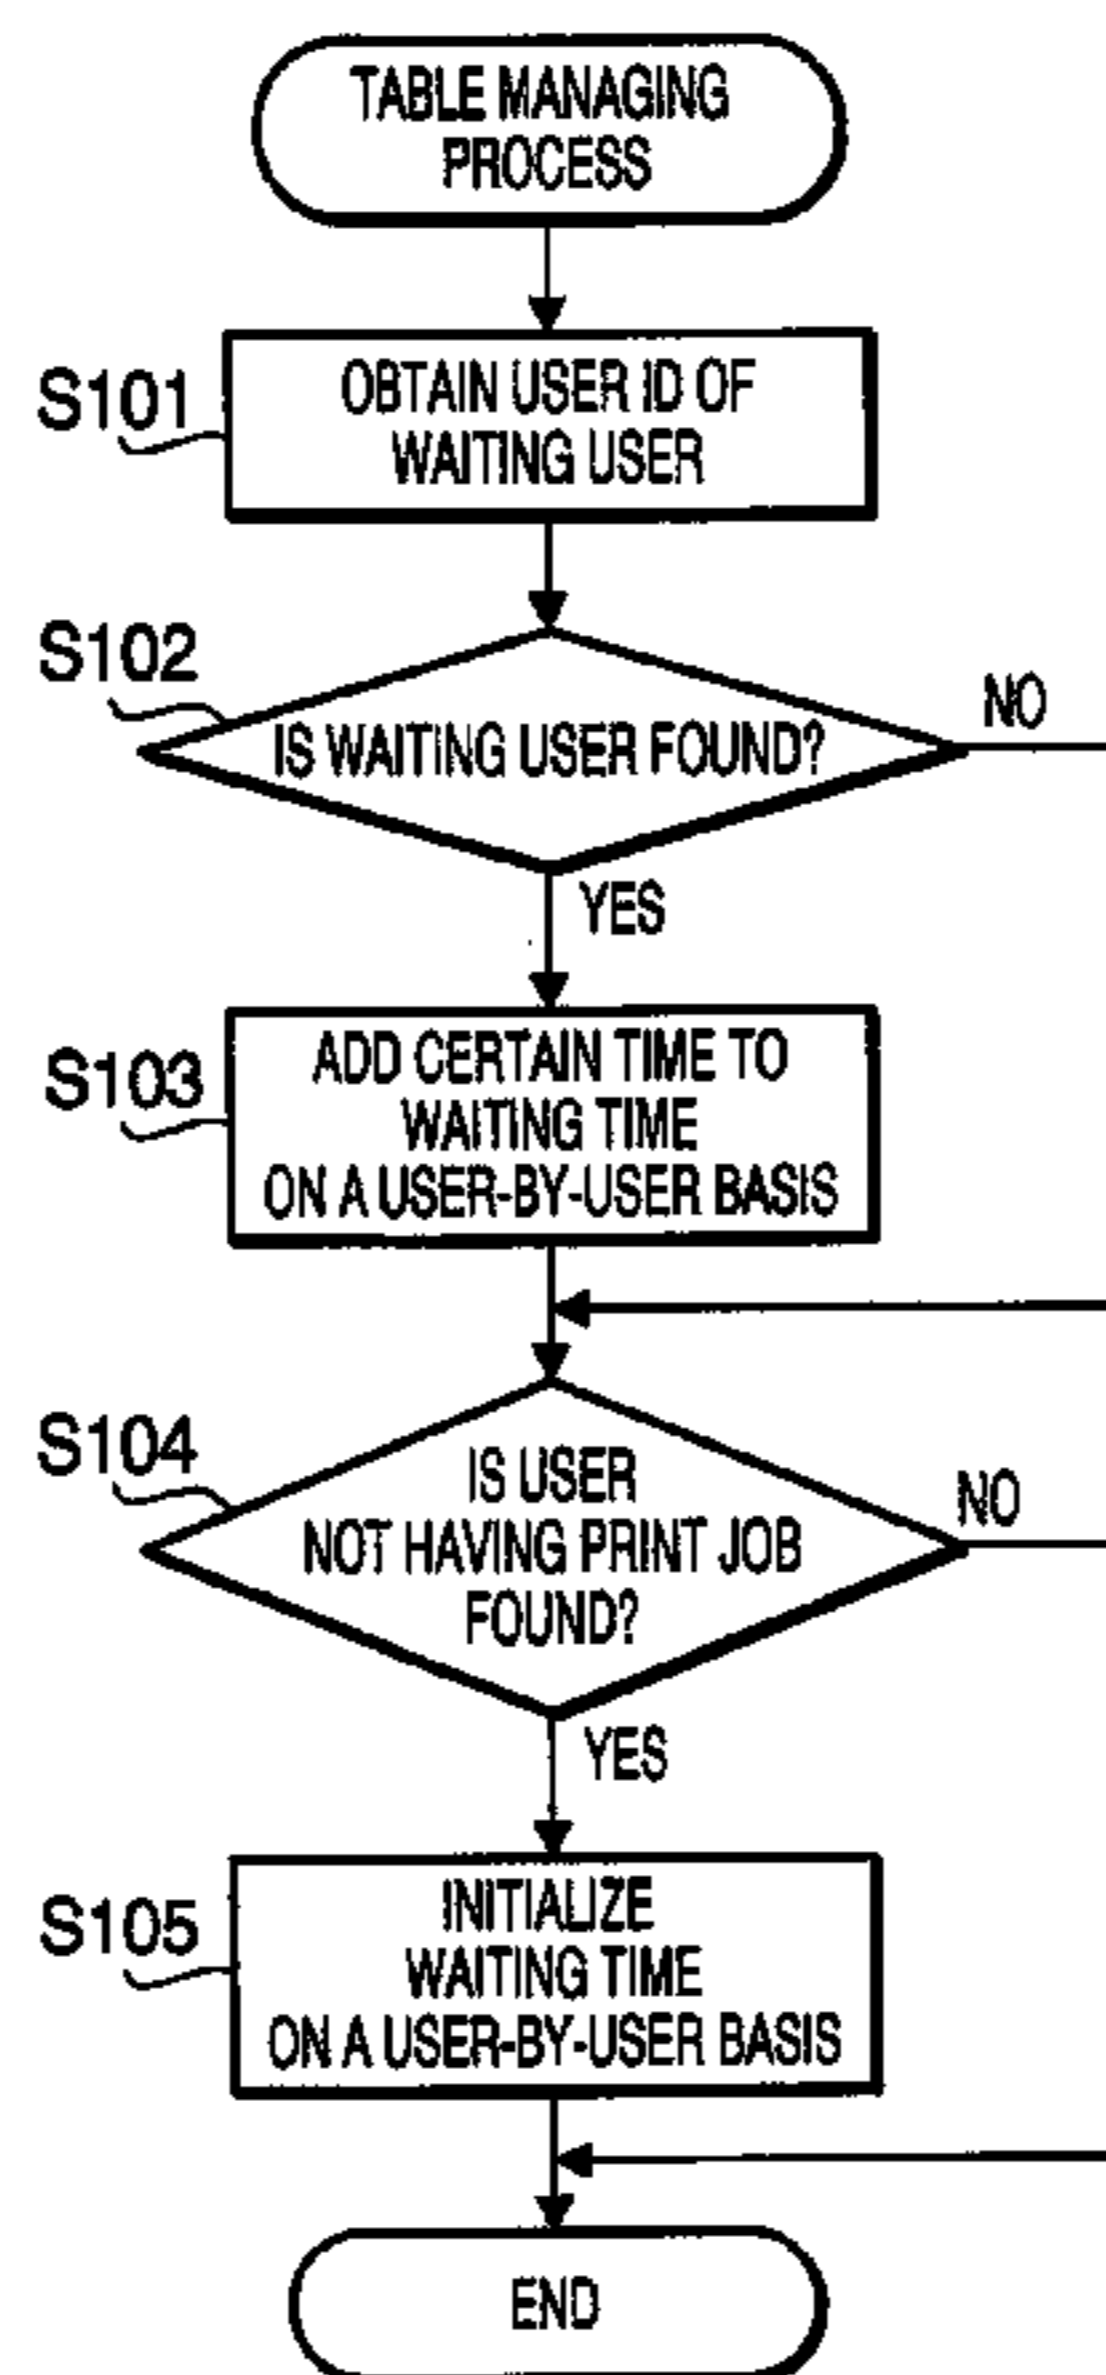 TABLE MANAGING
PROCESS
S101
OBTAIN USER ID OF
WAITING USER
S102
IS WAITING USER FOUND?
NO
YES
S103
ADD CERTAIN TIME TO
WAITING TIME
ON A USER-BY-USER BASIS
S104
IS USER
NOT HAVING PRINT JOB
FOUND?
NO
YES
S105
INITIALIZE
WAITING TIME
ON A USER-BY-USER BASIS
END